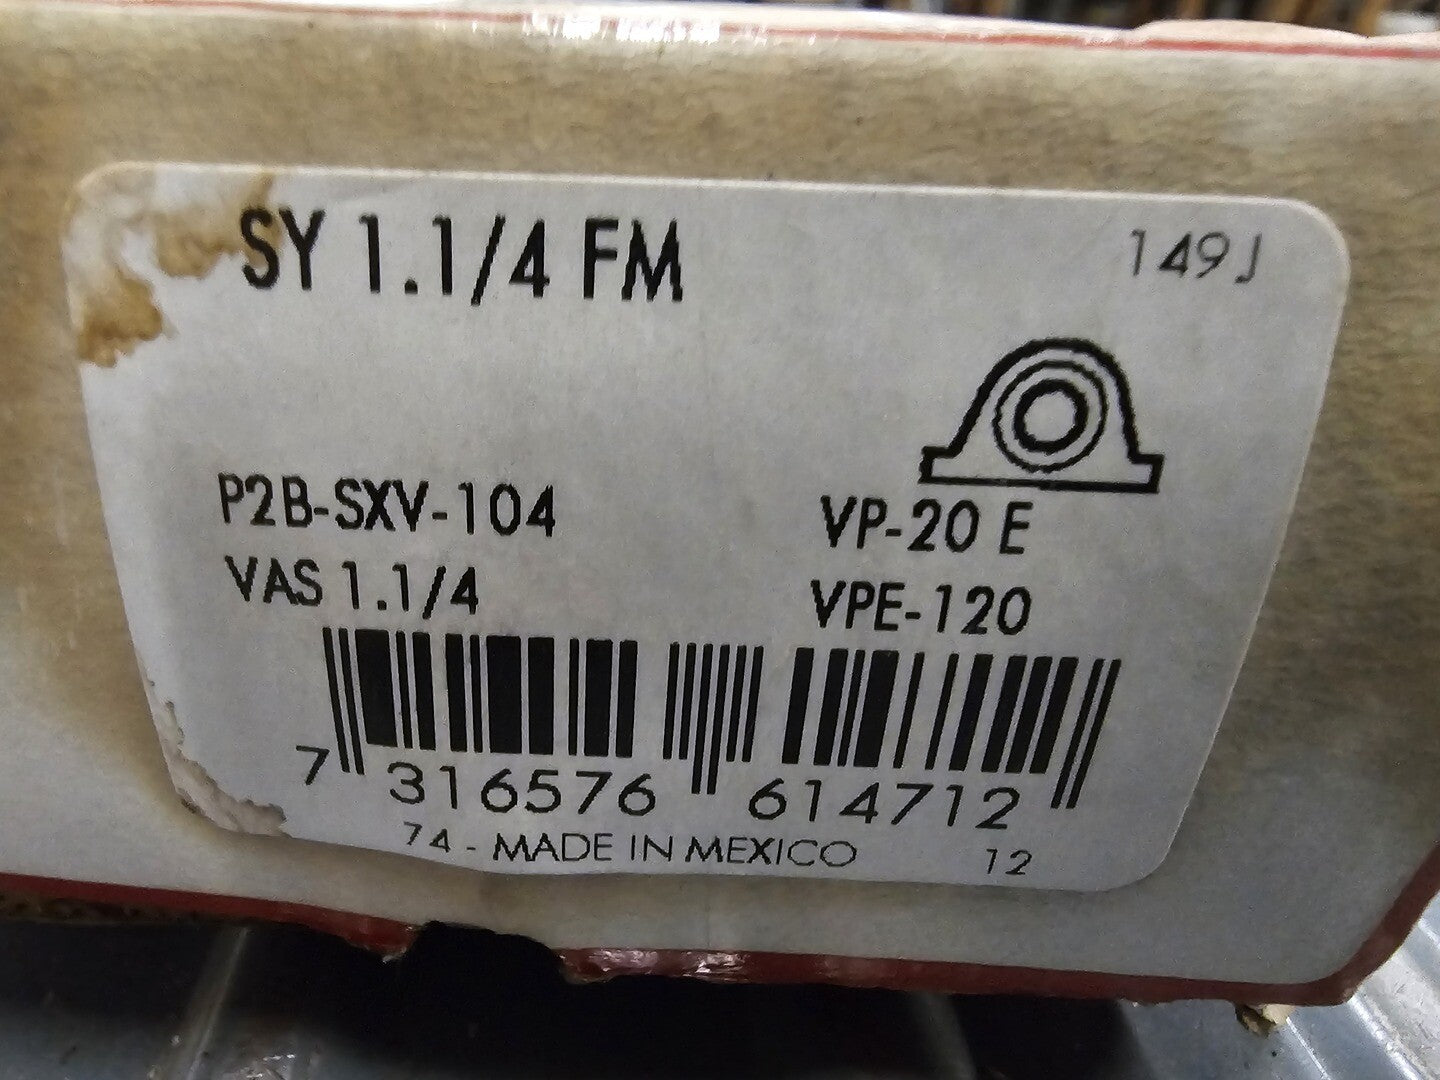 SY 1.1/4 FM
149J
P2B-SXV-104
VP-20 E
VAS 1.1/4
VPE-120
7 316576 614712
74 - MADE IN MEXICO 12